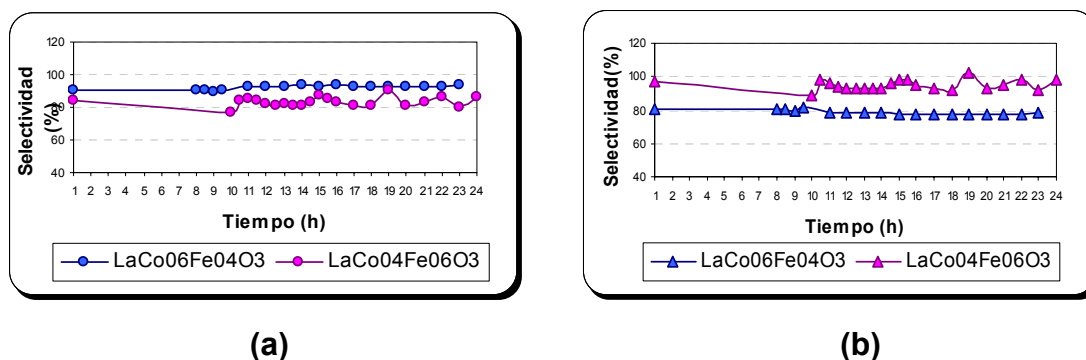 120
100
80
60
40
Selectividad
(%)
1 2 3 4 5 6 7 8 9 10 11 12 13 14 15 16 17 18 19 20 21 22 23 24
Tiempo (h)
LaCo06Fe04O3 LaCo04Fe06O3
(a)
120
100
80
60
40
Selectividad(%)
1 2 3 4 5 6 7 8 9 10 11 12 13 14 15 16 17 18 19 20 21 22 23 24
Tiempo (h)
LaCo06Fe04O3 LaCo04Fe06O3
(b)